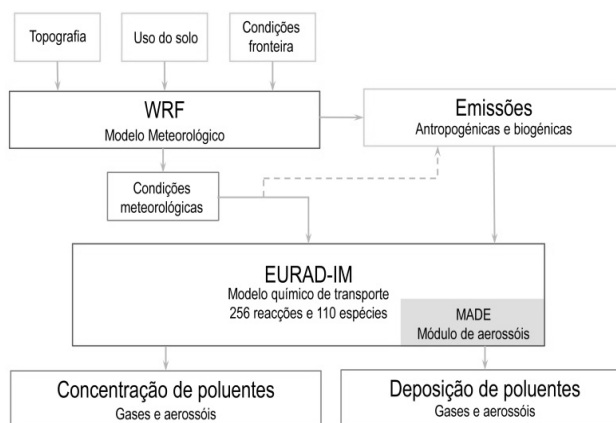 Topografia
Uso do solo
Condições
fronteira
WRF
Modelo Meteorológico
Emissões
Antropogénicas e biogénicas
Condições
meteorológicas
EURAD-IM
Modelo químico de transporte
256 reacções e 110 espécies
MADE
Módulo de aerossóis
Concentração de poluentes
Gases e aerossóis
Deposição de poluentes
Gases e aerossóis